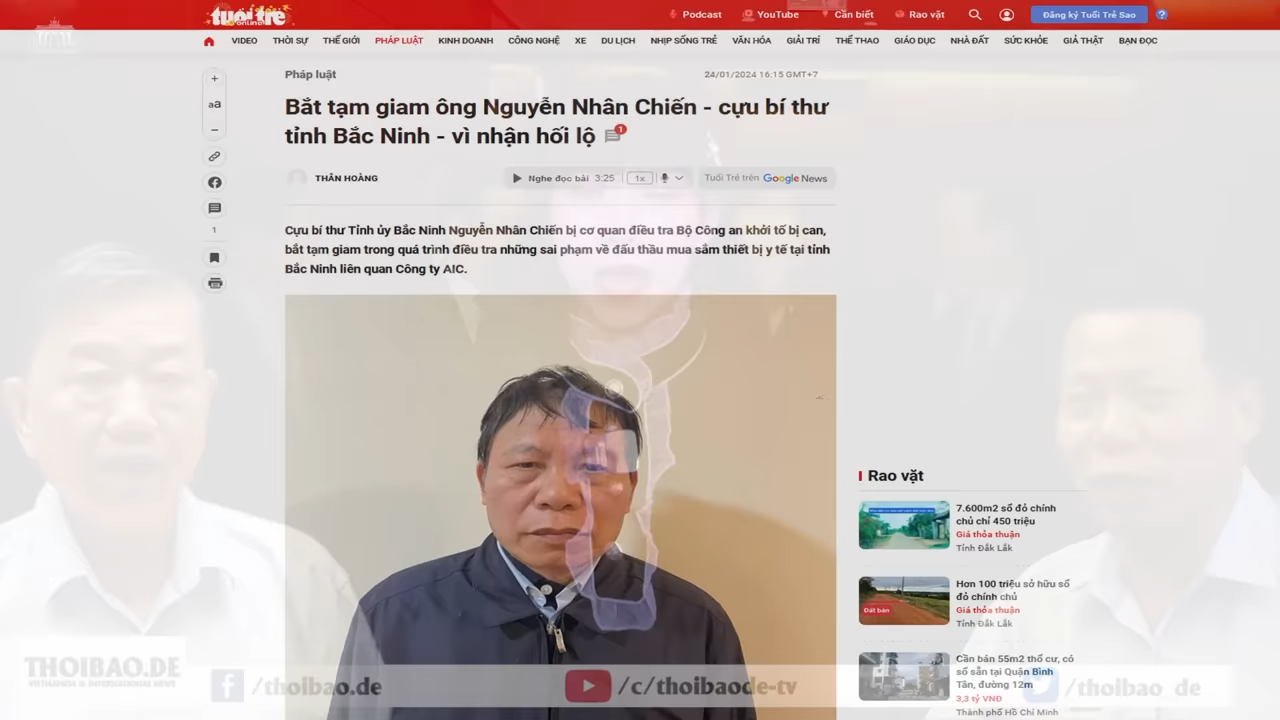 tuổi trẻ
online
Podcast
YouTube
Cần biết
Rao vặt
Đăng ký Tuổi Trẻ Sao
?
VIDEO
THỜI SỰ
THẾ GIỚI
PHÁP LUẬT
KINH DOANH
CÔNG NGHỆ
XE
DU LỊCH
NHỊP SỐNG TRẺ
VĂN HÓA
GIẢI TRÍ
THỂ THAO
GIÁO DỤC
NHÀ ĐẤT
SỨC KHỎE
GIẢ THẬT
BẠN ĐỌC
+
aA
−
1
Pháp luật
24/01/2024 16:15 GMT+7
Bắt tạm giam ông Nguyễn Nhân Chiến - cựu bí thư
tỉnh Bắc Ninh - vì nhận hối lộ
1
THÂN HOÀNG
Nghe đọc bài 3:25
1x
Tuổi Trẻ trên Google News
Cựu bí thư Tỉnh ủy Bắc Ninh Nguyễn Nhân Chiến bị cơ quan điều tra Bộ Công an khởi tố bị can,
bắt tạm giam trong quá trình điều tra những sai phạm về đấu thầu mua sắm thiết bị y tế tại tỉnh
Bắc Ninh liên quan Công ty AIC.
Rao vặt
7.600m2 sổ đỏ chính
chủ chỉ 450 triệu
Giá thỏa thuận
Tỉnh Đắk Lắk
Đất bán
Hơn 100 triệu sở hữu sổ
đỏ chính chủ
Giá thỏa thuận
Tỉnh Đắk Lắk
Cần bán 55m2 thổ cư, có
sổ sẵn tại Quận Bình
Tân, đường 12m
3,3 tỷ VNĐ
Thành phố Hồ Chí Minh
THOIBAO.DE
VIETNAMESE & INTERNATIONAL NEWS
/thoibao.de
/c/thoibaode-tv
/thoibao_de